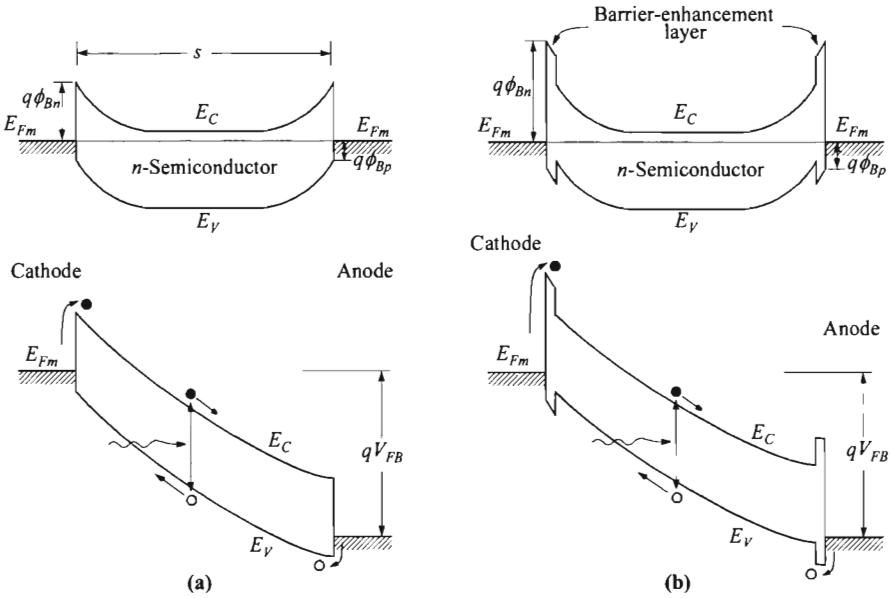 s
qϕBn
EFm
EC
EFm
n-Semiconductor
qϕBp
EV
Cathode
Anode
EFm
EC
qVFB
EV
(a)
Barrier-enhancement
layer
qϕBn
EFm
EC
EFm
n-Semiconductor
qϕBp
EV
Cathode
Anode
EFm
EC
qVFB
EV
(b)